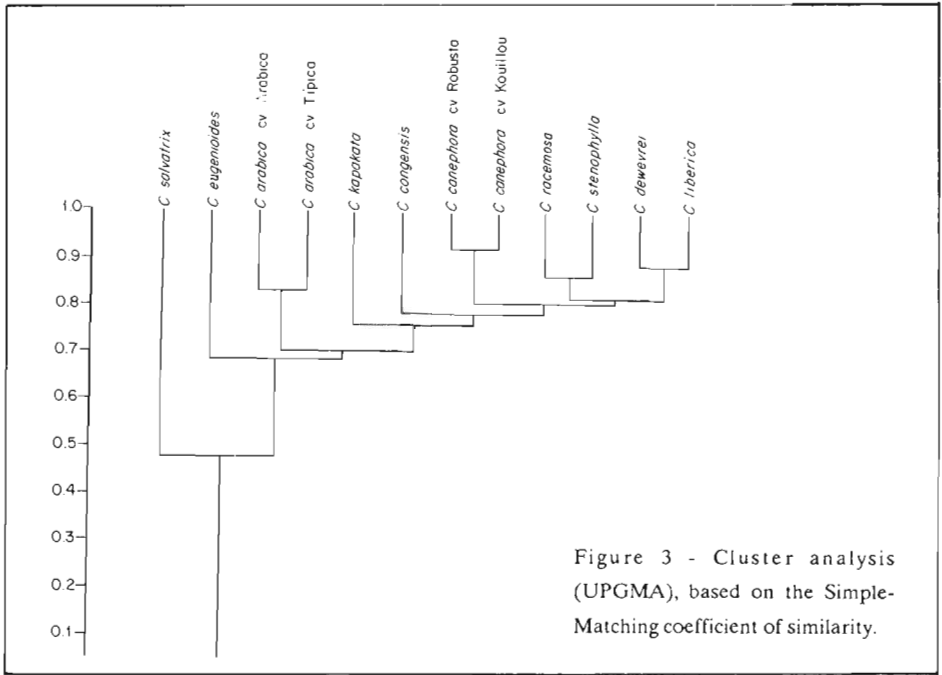 C salvatrix
C eugenioides
C arabica cv Arabica
C arabica cv Tipica
C kapakata
C congensis
C canephora cv Robusta
C canephora cv Kouillou
C racemosa
C stenophylla
C dewevrei
C liberica
1.0
0.9
0.8
0.7
0.6
0.5
0.4
0.3
0.2
0.1
Figure 3 - Cluster analysis
(UPGMA), based on the Simple-
Matching coefficient of similarity.